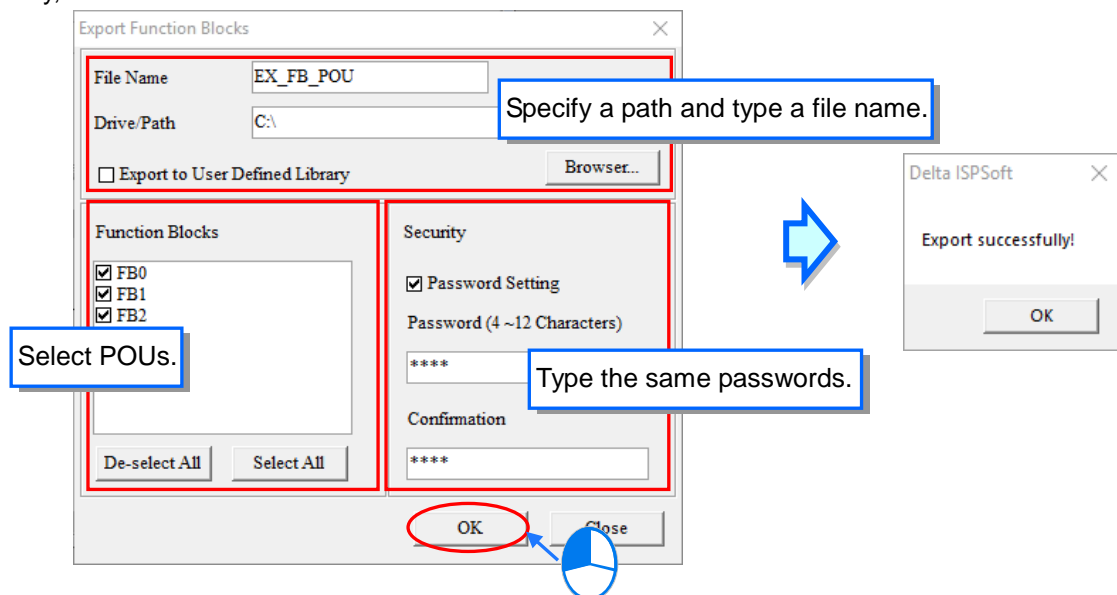 Export Function Blocks
File Name
EX_FB_POU
Drive/Path
C:\
Specify a path and type a file name.
Export to User Defined Library
Browser...
Function Blocks
FB0
FB1
FB2
Select POUs.
De-select All
Select All
Security
Password Setting
Password (4 ~12 Characters)
****
Type the same passwords.
Confirmation
****
OK
Close
Delta ISPSoft
Export successfully!
OK